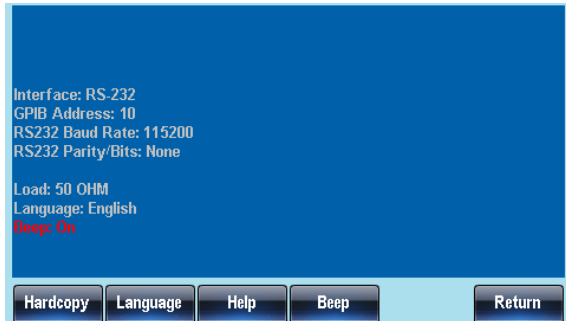 Interface: RS-232
GPIB Address: 10
RS232 Baud Rate: 115200
RS232 Parity/Bits: None
Load: 50 OHM
Language: English
Beep: On
Hardcopy Language Help Beep Return